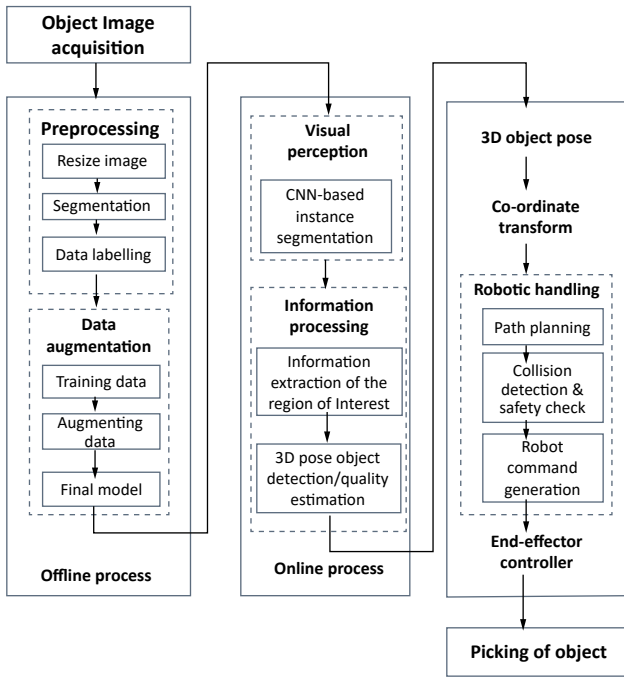 Object Image
acquisition
Preprocessing
Resize image
Segmentation
Data labelling
Data
augmentation
Training data
Augmenting
data
Final model
Offline process
Visual
perception
CNN-based
instance
segmentation
Information
processing
Information
extraction of the
region of Interest
3D pose object
detection/quality
estimation
Online process
3D object pose
Co-ordinate
transform
Robotic handling
Path planning
Collision
detection &
safety check
Robot
command
generation
End-effector
controller
Picking of object